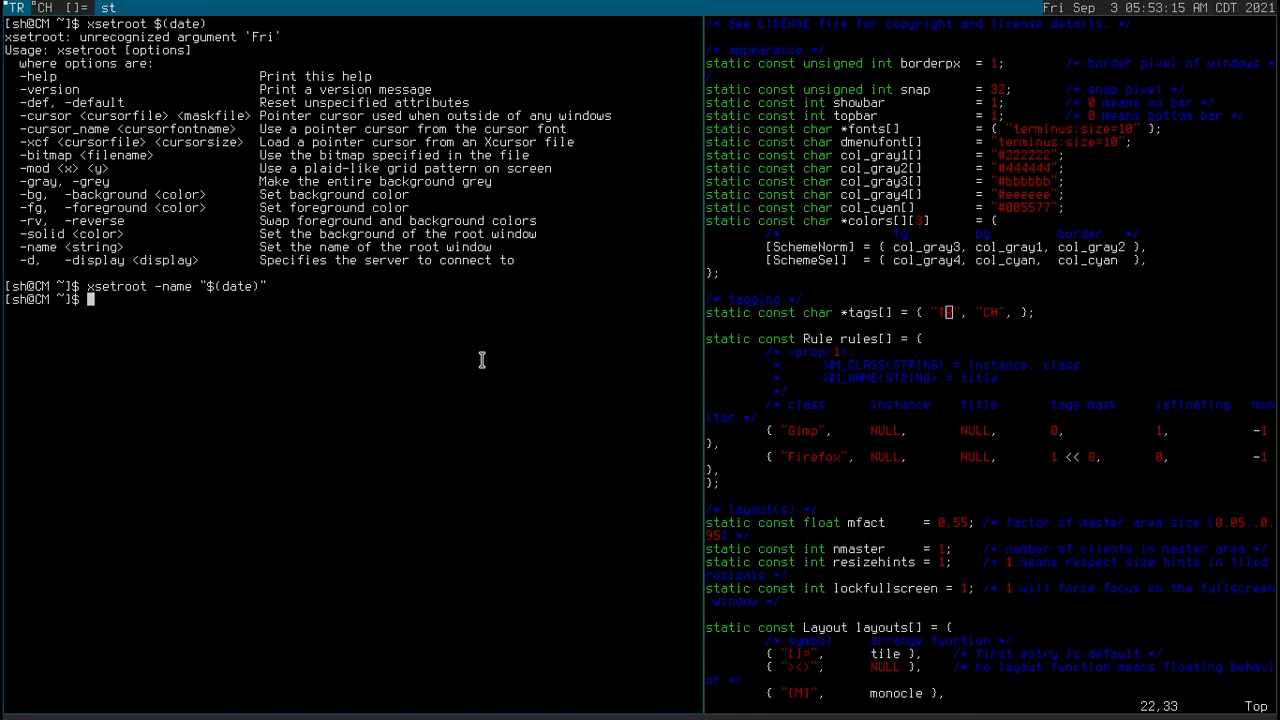 TR CH []= st
Fri Sep 3 05:53:15 AM CDT 2021
[sh@CM ~]$ xsetroot $(date)
xsetroot: unrecognized argument 'Fri'
Usage: xsetroot [options]
  where options are:
  -help                           Print this help
  -version                        Print a version message
  -def, -default                  Reset unspecified attributes
  -cursor <cursorfile> <maskfile> Pointer cursor used when outside of any windows
  -cursor_name <cursorfontname>   Use a pointer cursor from the cursor font
  -xcf <cursorfile> <cursorsize>  Load a pointer cursor from an Xcursor file
  -bitmap <filename>              Use the bitmap specified in the file
  -mod <x> <y>                    Use a plaid-like grid pattern on screen
  -gray, -grey                    Make the entire background grey
  -bg, -background <color>        Set background color
  -fg, -foreground <color>        Set foreground color
  -rv, -reverse                   Swap foreground and background colors
  -solid <color>                  Set the background of the root window
  -name <string>                  Set the name of the root window
  -d,  -display <display>         Specifies the server to connect to
[sh@CM ~]$ xsetroot -name "$(date)"
[sh@CM ~]$
/* See LICENSE file for copyright and license details. */
/* appearance */
static const unsigned int borderpx  = 1;        /* border pixel of windows *
/
static const unsigned int snap      = 32;       /* snap pixel */
static const int showbar            = 1;        /* 0 means no bar */
static const int topbar             = 1;        /* 0 means bottom bar */
static const char *fonts[]          = { "terminus:size=10" };
static const char dmenufont[]       = "terminus:size=10";
static const char col_gray1[]       = "#222222";
static const char col_gray2[]       = "#444444";
static const char col_gray3[]       = "#bbbbbb";
static const char col_gray4[]       = "#eeeeee";
static const char col_cyan[]        = "#005577";
static const char *colors[][3]      = {
        /*               fg         bg         border   */
        [SchemeNorm] = { col_gray3, col_gray1, col_gray2 },
        [SchemeSel]  = { col_gray4, col_cyan,  col_cyan  },
};
/* tagging */
static const char *tags[] = { "TR", "CH", };
static const Rule rules[] = {
        /* xprop(1):
         *      WM_CLASS(STRING) = instance, class
         *      WM_NAME(STRING) = title
         */
        /* class      instance    title       tags mask     isfloating   mon
itor */
        { "Gimp",     NULL,       NULL,       0,            1,           -1
},
        { "Firefox",  NULL,       NULL,       1 << 8,       0,           -1
},
};
/* layout(s) */
static const float mfact     = 0.55; /* factor of master area size [0.05..0.
95] */
static const int nmaster     = 1;    /* number of clients in master area */
static const int resizehints = 1;    /* 1 means respect size hints in tiled
resizals */
static const int lockfullscreen = 1; /* 1 will force focus on the fullscreen
 window */
static const Layout layouts[] = {
        /* symbol     arrange function */
        { "[]=",      tile },    /* first entry is default */
        { "><>",      NULL },    /* no layout function means floating behavi
or */
        { "[M]",      monocle },
22,33 Top